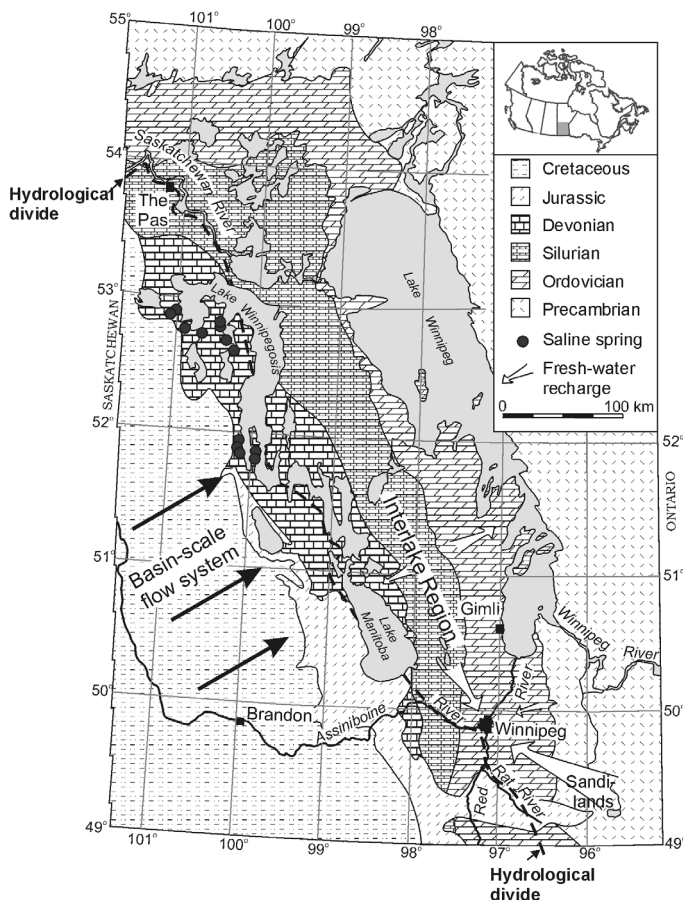 55°
101°
100°
99°
98°
54°
Saskatchewan
River
Hydrological
divide
The
Pas
53°
Lake
Winnipegosis
Lake
Winnipeg
SASKATCHEWAN
52°
Cretaceous
Jurassic
Devonian
Silurian
Ordovician
Precambrian
Saline spring
Fresh-water
recharge
0
100 km
52°
ONTARIO
51°
Basin-scale
flow system
Interlake Region
51°
Gimli
Winnipeg
River
Lake
Manitoba
50°
Brandon
Assiniboine
River
River
Winnipeg
50°
Sandi-
lands
Rat River
Red
49°
101°
100°
99°
98°
97°
96°
49°
Hydrological
divide